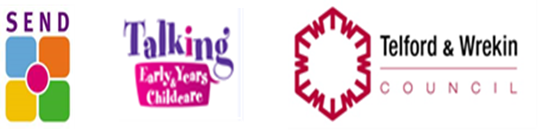 SEND
Talking
Early Years
&
Childcare
Telford & Wrekin
COUNCIL